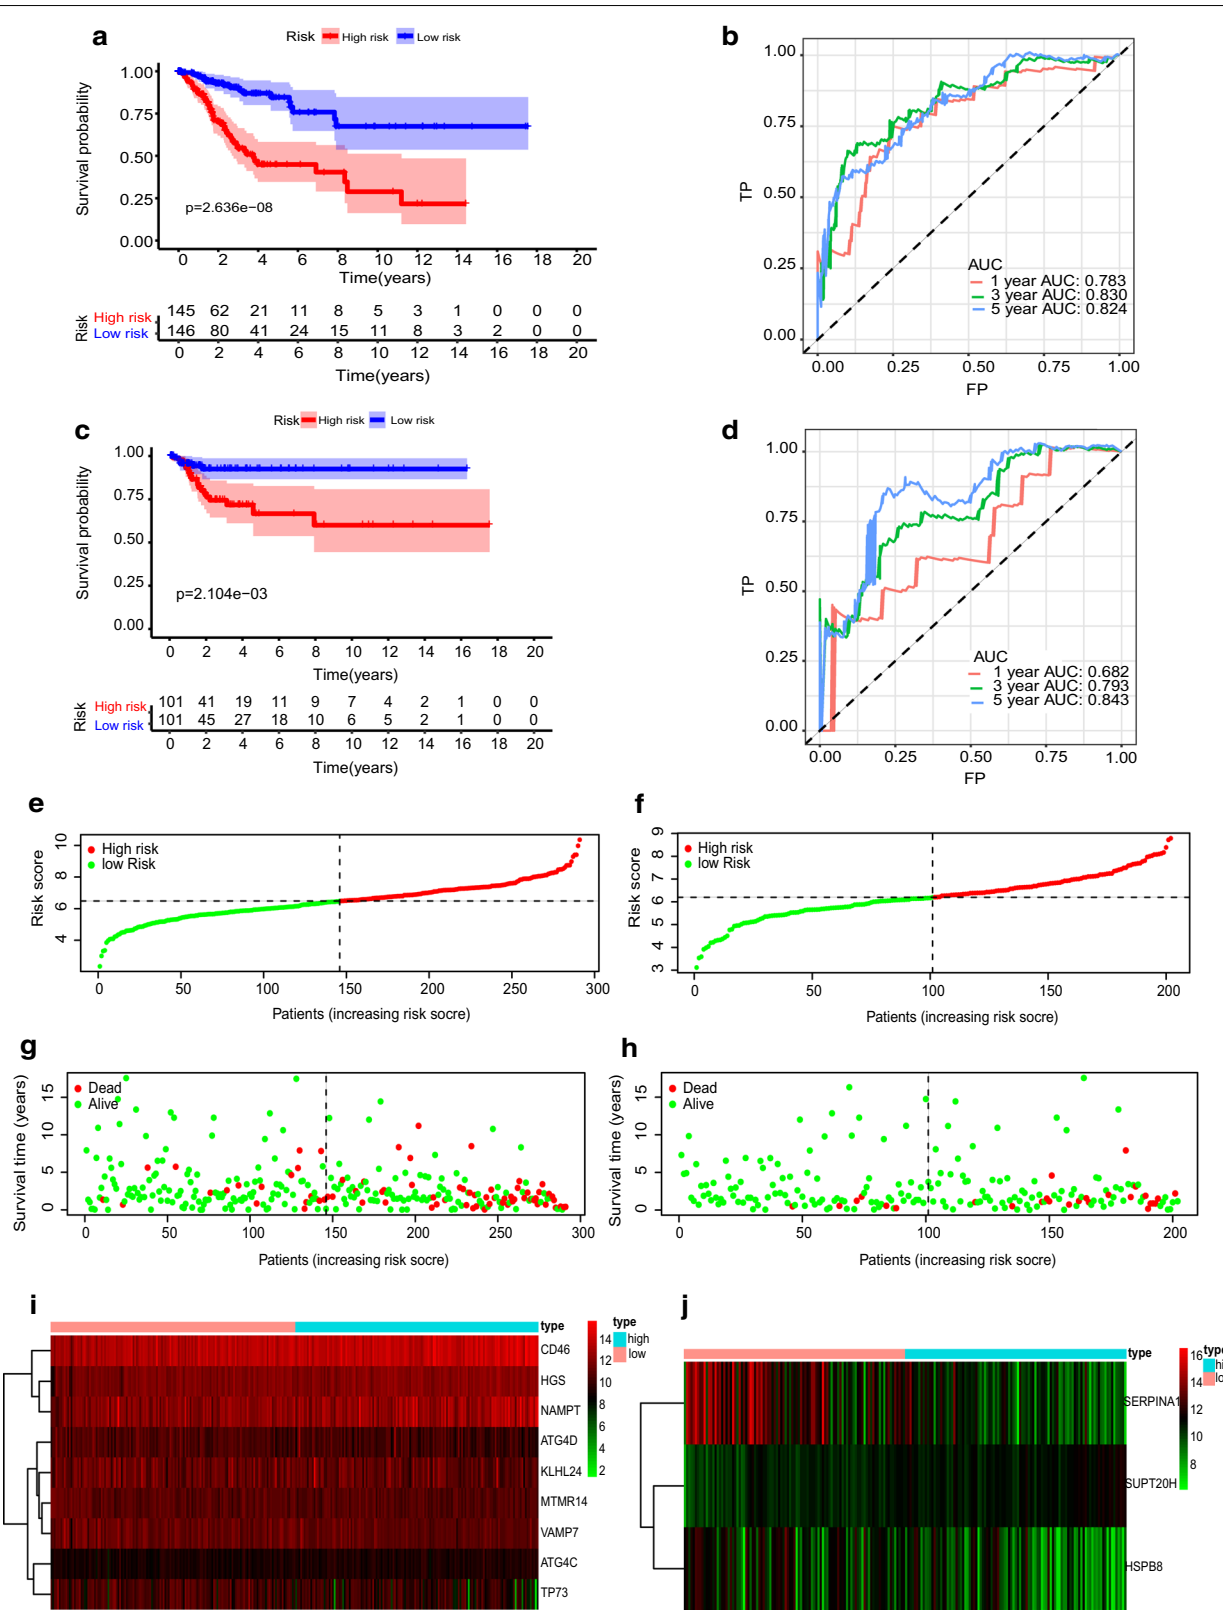 a
Risk High risk Low risk
Survival probability
1.00
0.75
0.50
0.25
0.00
p=2.636e−08
0 2 4 6 8 10 12 14 16 18 20
Time(years)
Risk
High risk 145 62 21 11 8 5 3 1 0 0 0
Low risk 146 80 41 24 15 11 8 3 2 0 0
0 2 4 6 8 10 12 14 16 18 20
Time(years)
b
TP
1.00
0.75
0.50
0.25
0.00
AUC
1 year AUC: 0.783
3 year AUC: 0.830
5 year AUC: 0.824
0.00 0.25 0.50 0.75 1.00
FP
c
Risk High risk Low risk
Survival probability
1.00
0.75
0.50
0.25
0.00
p=2.104e−03
0 2 4 6 8 10 12 14 16 18 20
Time(years)
Risk
High risk 101 41 19 11 9 7 4 2 1 0 0
Low risk 101 45 27 18 10 6 5 2 1 0 0
0 2 4 6 8 10 12 14 16 18 20
Time(years)
d
TP
1.00
0.75
0.50
0.25
0.00
AUC
1 year AUC: 0.682
3 year AUC: 0.793
5 year AUC: 0.843
0.00 0.25 0.50 0.75 1.00
FP
e
Risk score
10
8
6
4
High risk
low Risk
0 50 100 150 200 250 300
Patients (increasing risk socre)
f
Risk score
9
8
7
6
5
4
3
High risk
low Risk
0 50 100 150 200
Patients (increasing risk socre)
g
Survival time (years)
15
10
5
0
Dead
Alive
0 50 100 150 200 250 300
Patients (increasing risk socre)
h
Survival time (years)
15
10
5
0
Dead
Alive
0 50 100 150 200
Patients (increasing risk socre)
i
type
CD46
HGS
NAMPT
ATG4D
KLHL24
MTMR14
VAMP7
ATG4C
TP73
14
12
10
8
6
4
2
type
high
low
j
type
SERPINA1
SUPT20H
HSPB8
16
14
12
10
8
type
hi
lo